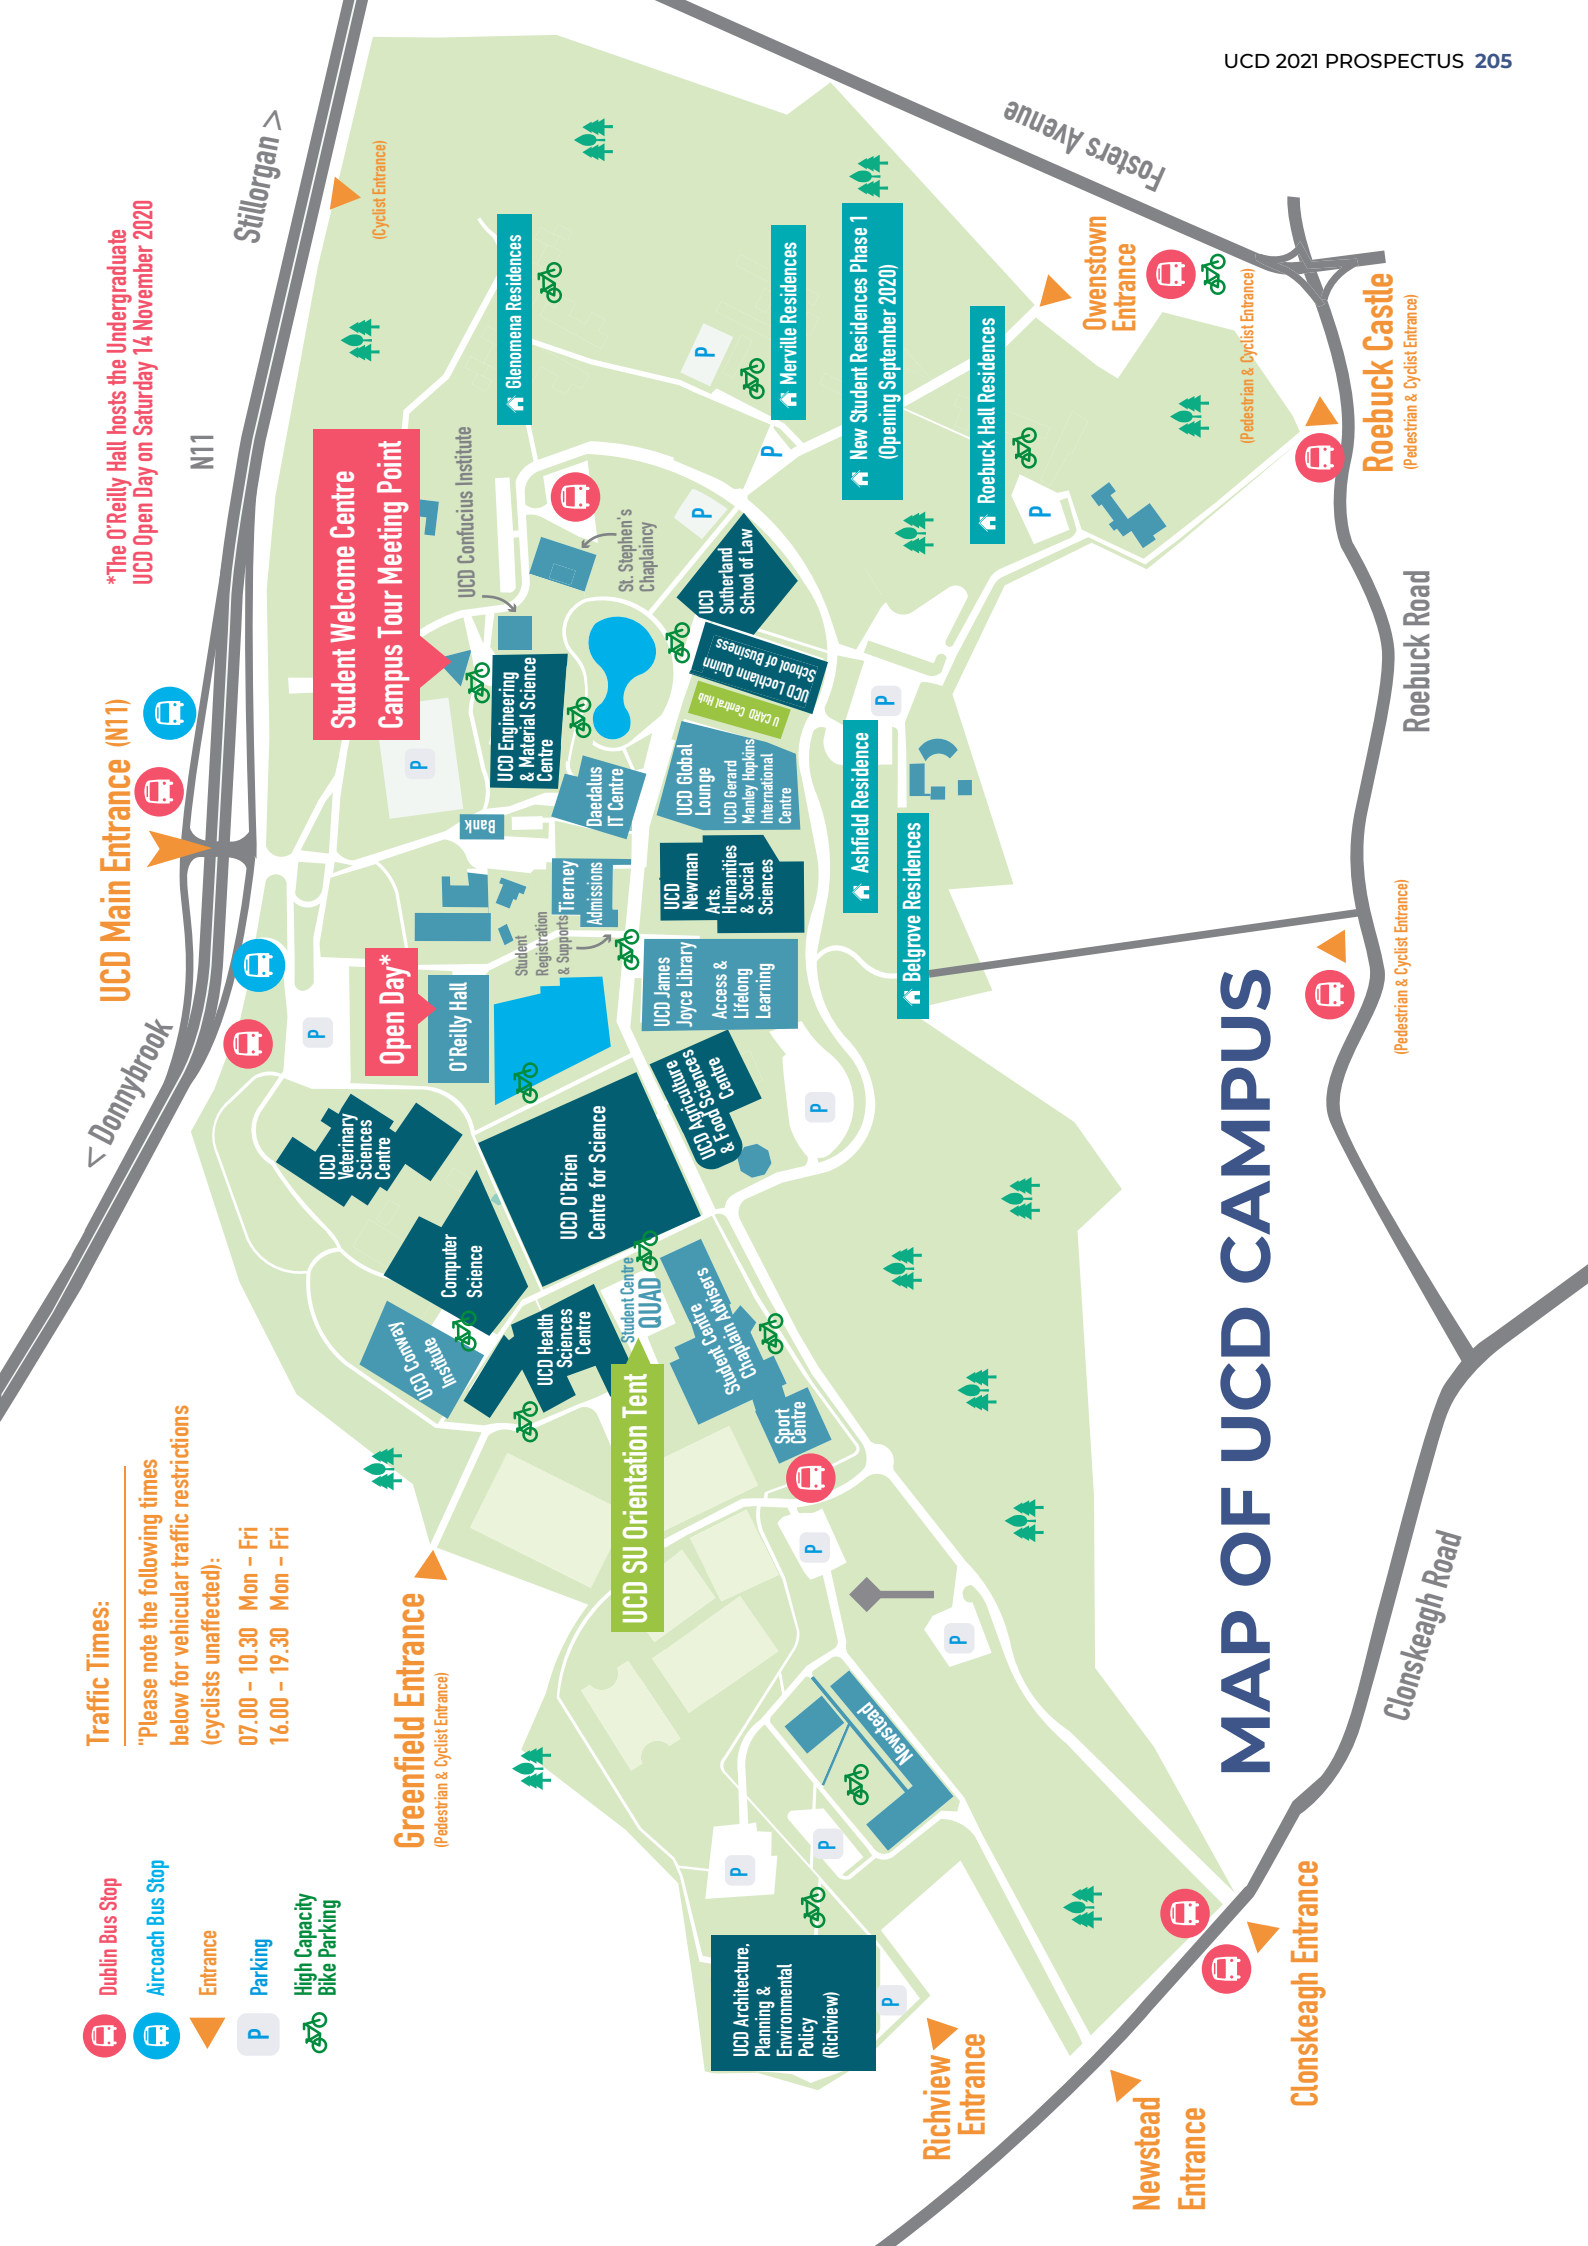 UCD 2021 PROSPECTUS 205
MAP OF UCD CAMPUS
Dublin Bus Stop
Aircoach Bus Stop
Entrance
P
Parking
High Capacity
Bike Parking
Traffic Times:
"Please note the following times
below for vehicular traffic restrictions
(cyclists unaffected):
07.00 – 10.30 Mon – Fri
16.00 – 19.30 Mon – Fri
*The O'Reilly Hall hosts the Undergraduate
UCD Open Day on Saturday 14 November 2020
< Donnybrook
UCD Main Entrance (N11)
N11
Stillorgan >
(Cyclist Entrance)
Greenfield Entrance
(Pedestrian & Cyclist Entrance)
UCD Veterinary
Sciences
Centre
P
Open Day*
O'Reilly Hall
Student Welcome Centre
Campus Tour Meeting Point
P
Bank
UCD Confucius Institute
Glenomena Residences
UCD Conway
Institute
Computer
Science
UCD O'Brien
Centre for Science
UCD Health
Sciences
Centre
Student
Registration
& Supports
Tierney
Admissions
Daedalus
IT Centre
UCD Engineering
& Material Science
Centre
St. Stephen's
Chaplaincy
UCD SU Orientation Tent
Student Centre
QUAD
Student Centre
Chaplain Advisers
Sport
Centre
UCD Agriculture
& Food Sciences
Centre
UCD James
Joyce Library
Access &
Lifelong
Learning
UCD
Newman
Arts,
Humanities
& Social
Sciences
UCD Global
Lounge
UCD Gerard
Manley Hopkins
International
Centre
U CARD Central Hub
UCD Lochlann Quinn
School of Business
UCD
Sutherland
School of Law
P
P
P
Merville Residences
New Student Residences Phase 1
(Opening September 2020)
Roebuck Hall Residences
P
Ashfield Residence
P
Belgrove Residences
P
P
P
Newstead
P
P
UCD Architecture,
Planning &
Environmental
Policy
(Richview)
P
Richview
Entrance
Newstead
Entrance
Clonskeagh Entrance
Clonskeagh Road
(Pedestrian & Cyclist Entrance)
Roebuck Road
Roebuck Castle
(Pedestrian & Cyclist Entrance)
Owenstown
Entrance
(Pedestrian & Cyclist Entrance)
Fosters Avenue